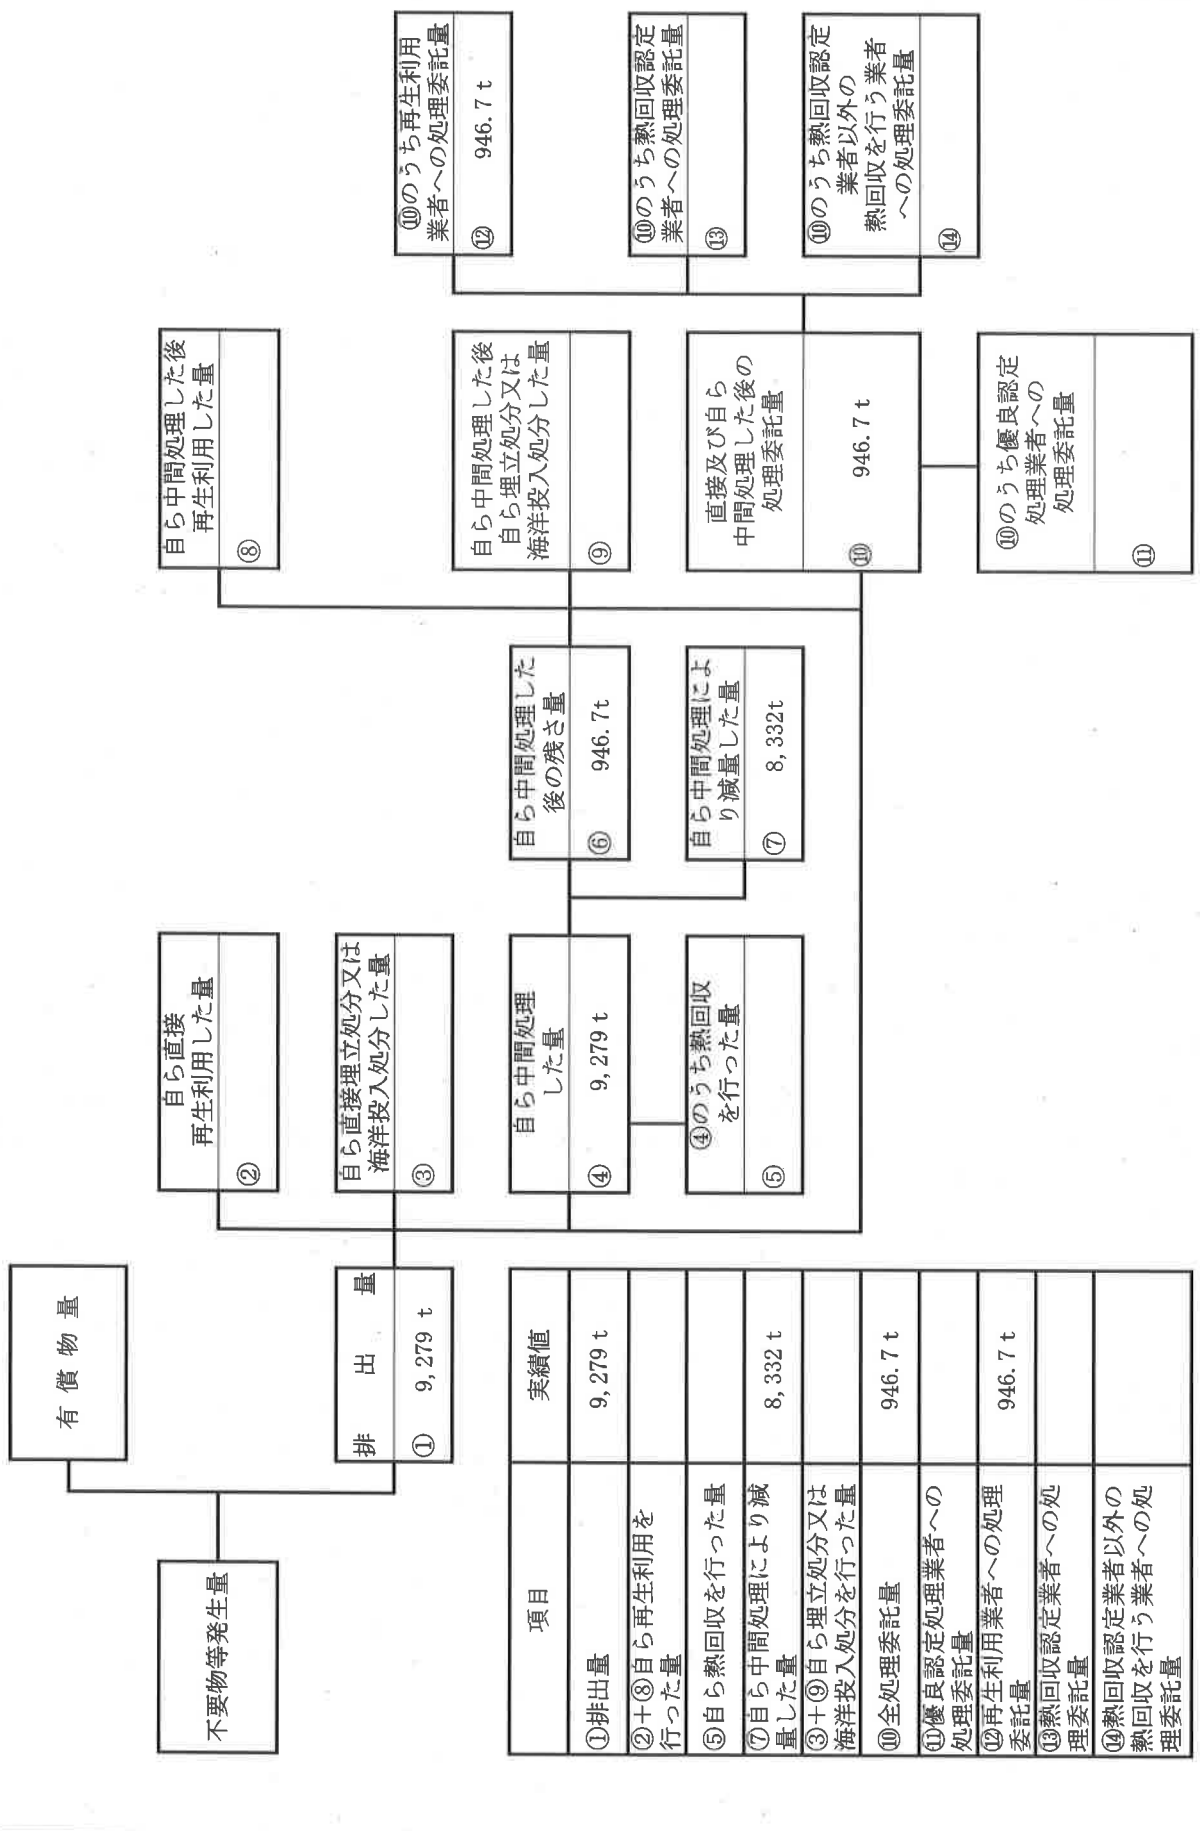 有償物量
不要物等発生量
排出量
① 9,279 t
自ら直接
再生利用した量
②
自ら直接埋立処分又は
海洋投入処分した量
③
自ら中間処理
した量
④ 9,279 t
④のうち熱回収
を行った量
⑤
自ら中間処理した
後の残さ量
⑥ 946.7t
自ら中間処理によ
り減量した量
⑦ 8,332t
自ら中間処理した後
再生利用した量
⑧
自ら中間処理した後
自ら埋立処分又は
海洋投入処分した量
⑨
直接及び自ら
中間処理した後の
処理委託量
⑩ 946.7 t
⑩のうち優良認定
処理業者への
処理委託量
⑪
⑩のうち再生利用
業者への処理委託量
⑫ 946.7 t
⑩のうち熱回収認定
業者への処理委託量
⑬
⑩のうち熱回収認定
業者以外の
熱回収を行う業者
への処理委託量
⑭
項目 実績値
①排出量 9,279 t
②+⑧自ら再生利用を
行った量
⑤自ら熱回収を行った量
⑦自ら中間処理により減
量した量 8,332 t
③+⑨自ら埋立処分又は
海洋投入処分を行った量
⑩全処理委託量 946.7 t
⑪優良認定処理業者への
処理委託量
⑫再生利用業者への処理
委託量 946.7 t
⑬熱回収認定業者への処
理委託量
⑭熱回収認定業者以外の
熱回収を行う業者への処
理委託量